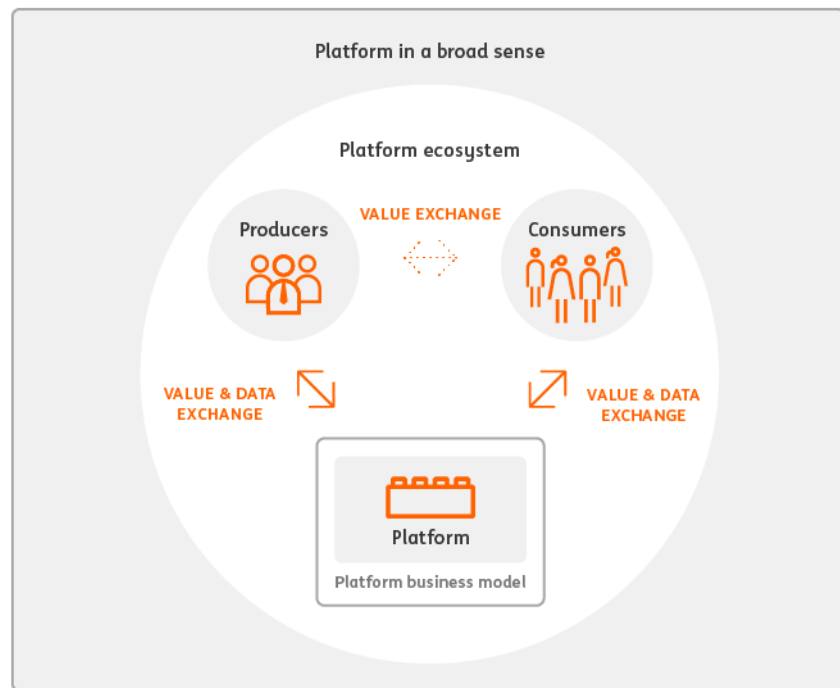 Platform in a broad sense
Platform ecosystem
VALUE EXCHANGE
Producers
Consumers
VALUE & DATA
EXCHANGE
VALUE & DATA
EXCHANGE
Platform
Platform business model